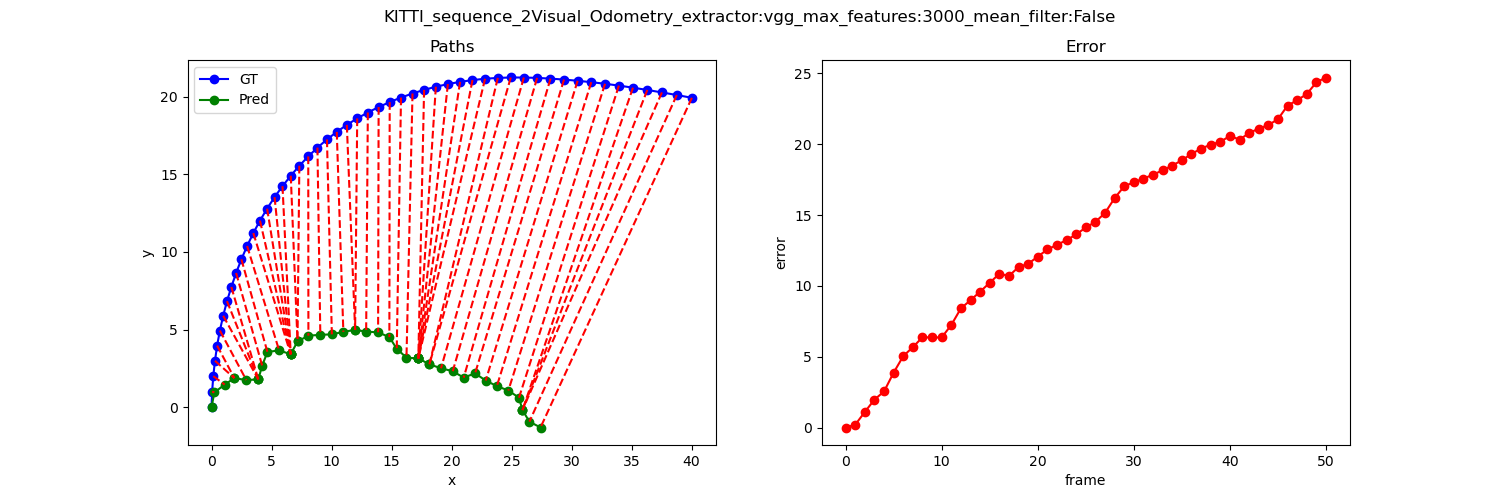 KITTI_sequence_2Visual_Odometry_extractor:vgg_max_features:3000_mean_filter:False
Paths
GT
Pred
20
15
10
5
0
y
0 5 10 15 20 25 30 35 40
x
Error
25
20
15
10
5
0
error
0 10 20 30 40 50
frame